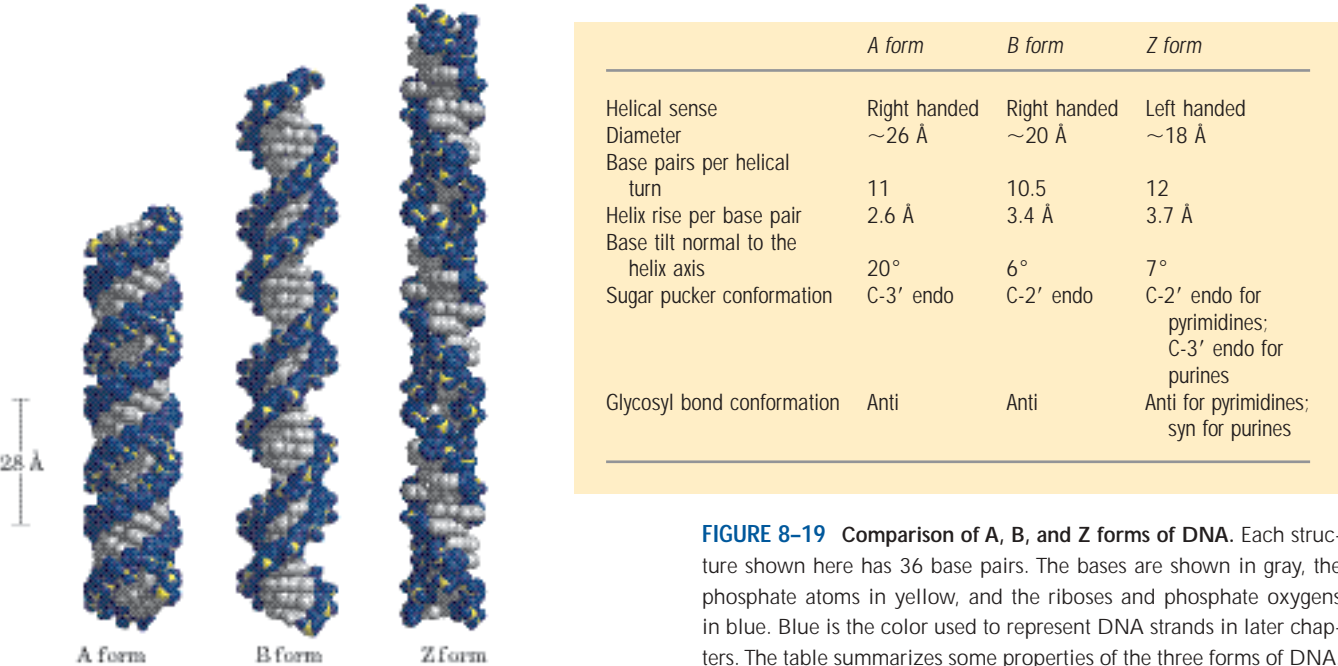 A form B form Z form
Helical sense Right handed Right handed Left handed
Diameter ~26 Å ~20 Å ~18 Å
Base pairs per helical
turn 11 10.5 12
Helix rise per base pair 2.6 Å 3.4 Å 3.7 Å
Base tilt normal to the
helix axis 20° 6° 7°
Sugar pucker conformation C-3′ endo C-2′ endo C-2′ endo for
pyrimidines;
C-3′ endo for
purines
Glycosyl bond conformation Anti Anti Anti for pyrimidines;
syn for purines
28 Å
A form B form Z form
FIGURE 8–19 Comparison of A, B, and Z forms of DNA. Each struc-
ture shown here has 36 base pairs. The bases are shown in gray, the
phosphate atoms in yellow, and the riboses and phosphate oxygens
in blue. Blue is the color used to represent DNA strands in later chap-
ters. The table summarizes some properties of the three forms of DNA.